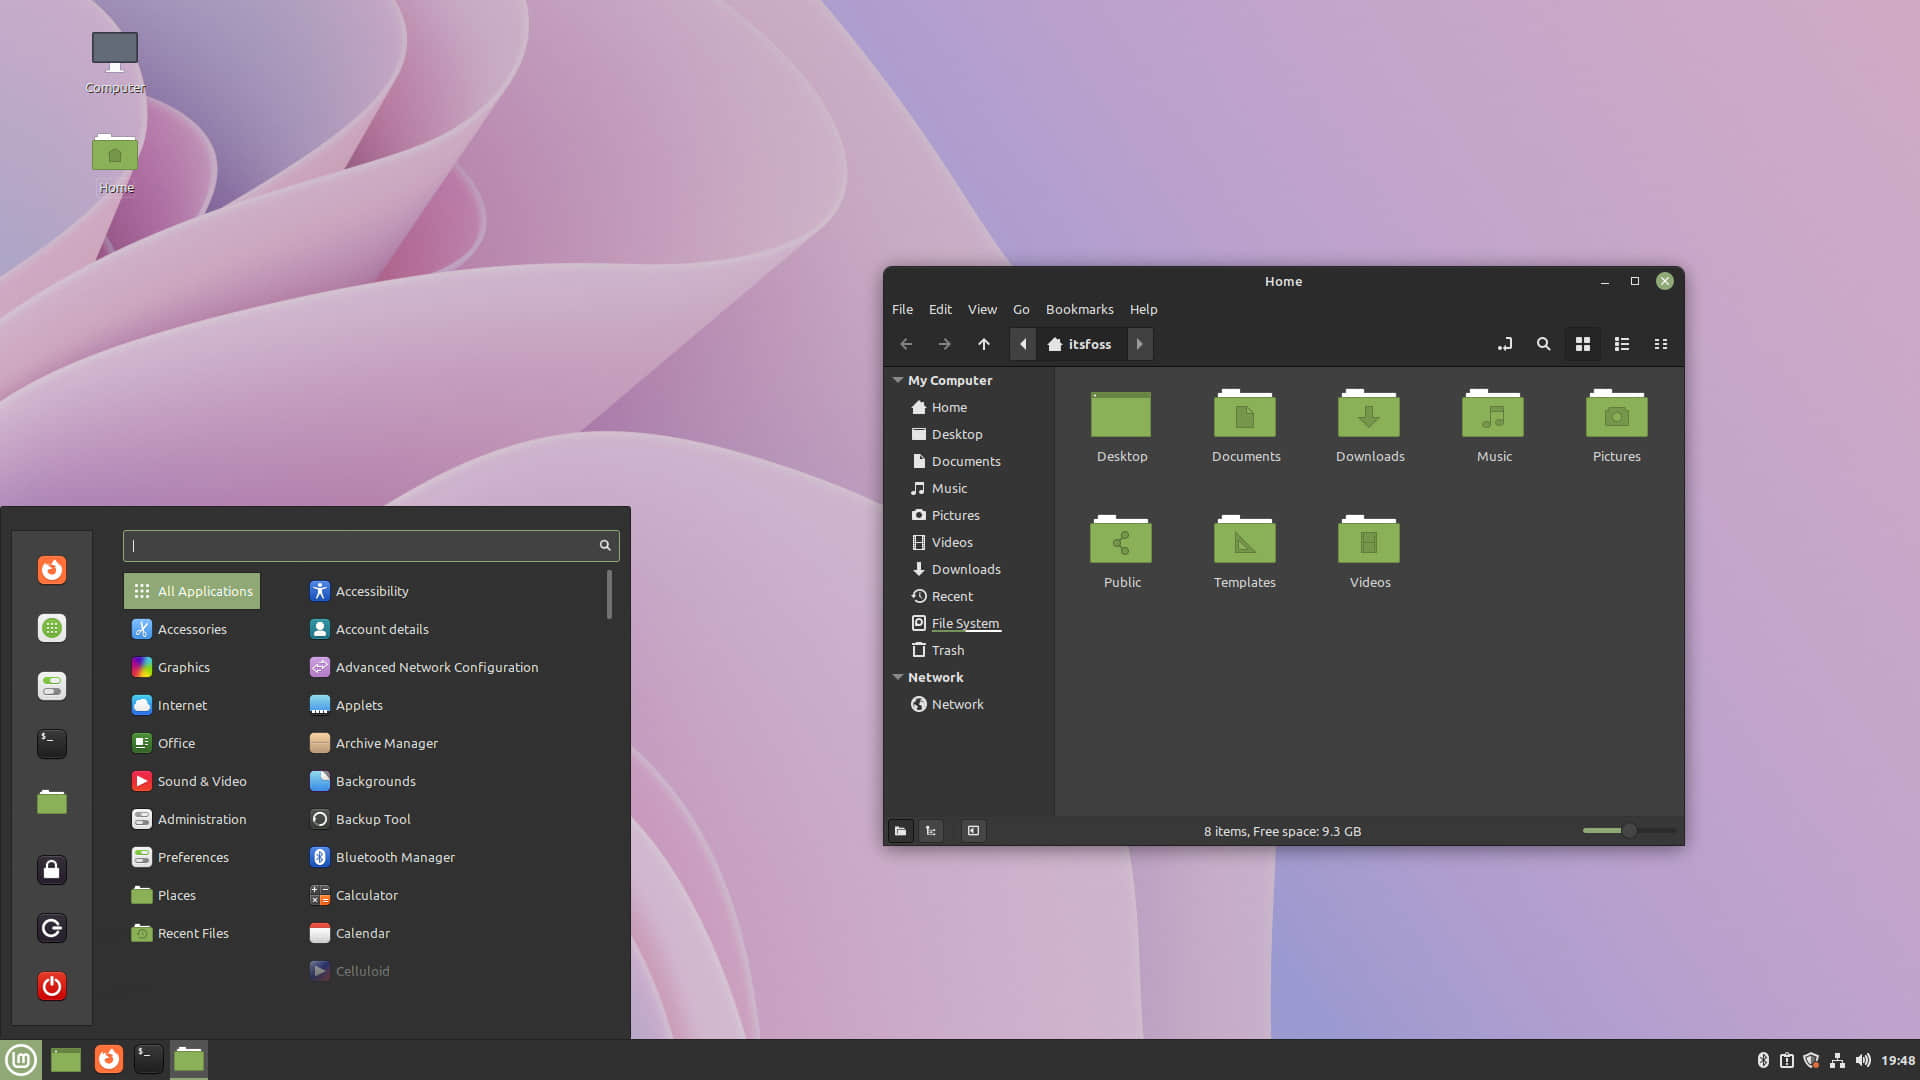 Computer
Home
Home
File Edit View Go Bookmarks Help
itsfoss
My Computer
Home
Desktop
Documents
Music
Pictures
Videos
Downloads
Recent
File System
Trash
Network
Network
Desktop Documents Downloads Music Pictures
Public Templates Videos
8 items, Free space: 9.3 GB
All Applications
Accessories
Graphics
Internet
Office
Sound & Video
Administration
Preferences
Places
Recent Files
Accessibility
Account details
Advanced Network Configuration
Applets
Archive Manager
Backgrounds
Backup Tool
Bluetooth Manager
Calculator
Calendar
Celluloid
$_
$_
lm
19:48